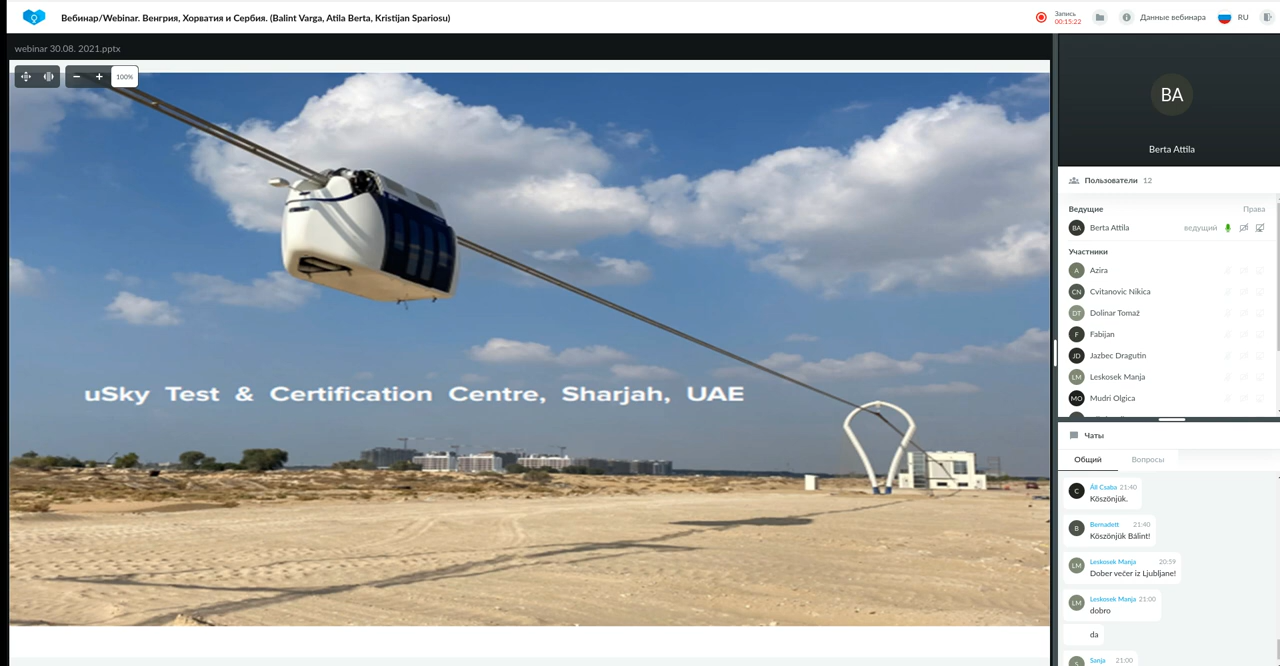 Вебинар/Webinar. Венгрия, Хорватия и Сербия. (Balint Varga, Atila Berta, Kristijan Spariosu)
Запись
00:15:22
Данные вебинара
RU
webinar 30.08. 2021.pptx
100%
uSky Test & Certification Centre, Sharjah, UAE
BA
Berta Attila
Пользователи 12
Ведущие Права
BA Berta Attila ведущий
Участники
A Azira
CN Cvitanovic Nikica
DT Dolinar Tomaž
F Fabijan
JD Jazbec Dragutin
LM Leskosek Manja
MO Mudri Olgica
Чаты
Общий Вопросы
C Áll Csaba 21:40
Köszönjük.
B Bernadett 21:40
Köszönjük Bálint!
LM Leskosek Manja 20:59
Dober večer iz Ljubljane!
LM Leskosek Manja 21:00
dobro
da
S Sanja 21:00